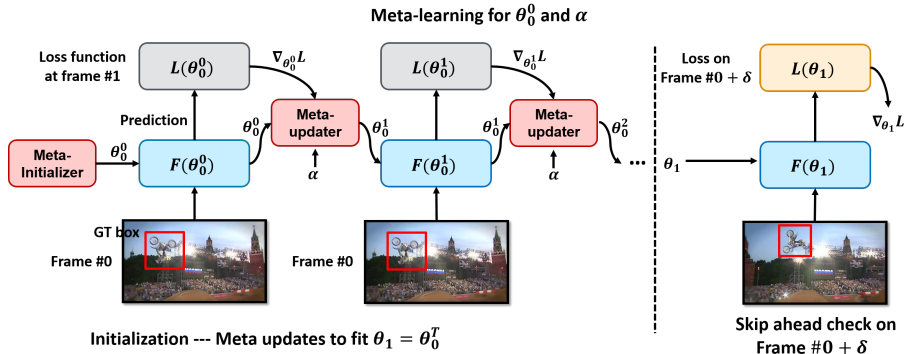 Meta-learning for θ₀⁰ and α
Loss function
at frame #1
L(θ₀⁰)
∇θ₀⁰L
L(θ₀¹)
∇θ₀¹L
Loss on
Frame #0 + δ
L(θ₁)
∇θ₁L
Prediction
Meta-
updater
Meta-
updater
Meta-
Initializer
θ₀⁰
F(θ₀⁰)
θ₀⁰
α
θ₀¹
F(θ₀¹)
θ₀¹
α
θ₀²
...
θ₁
F(θ₁)
GT box
Frame #0
Frame #0
Initialization --- Meta updates to fit θ₁ = θ₀ᵀ
Skip ahead check on
Frame #0 + δ